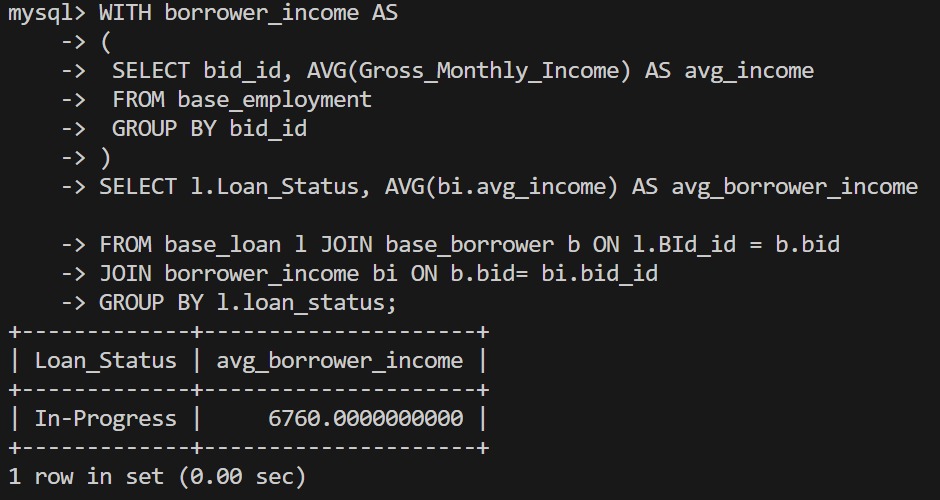 mysql> WITH borrower_income AS
    -> (
    ->  SELECT bid_id, AVG(Gross_Monthly_Income) AS avg_income
    ->  FROM base_employment
    ->  GROUP BY bid_id
    -> )
    -> SELECT l.Loan_Status, AVG(bi.avg_income) AS avg_borrower_income
    -> FROM base_loan l JOIN base_borrower b ON l.BId_id = b.bid
    -> JOIN borrower_income bi ON b.bid= bi.bid_id
    -> GROUP BY l.loan_status;
+-------------+---------------------+
| Loan_Status | avg_borrower_income |
+-------------+---------------------+
| In-Progress |     6760.0000000000 |
+-------------+---------------------+
1 row in set (0.00 sec)